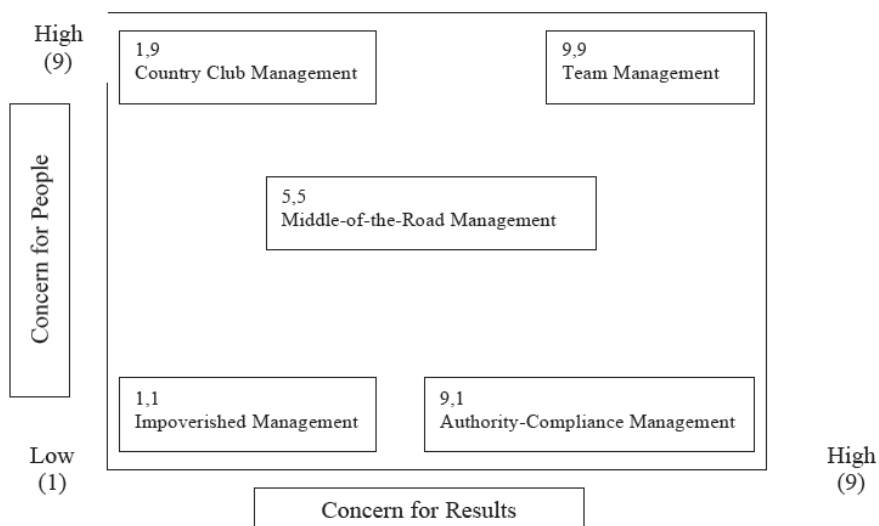 High
(9)
1,9
Country Club Management
9,9
Team Management
Concern for People
5,5
Middle-of-the-Road Management
1,1
Impoverished Management
9,1
Authority-Compliance Management
Low
(1)
High
(9)
Concern for Results